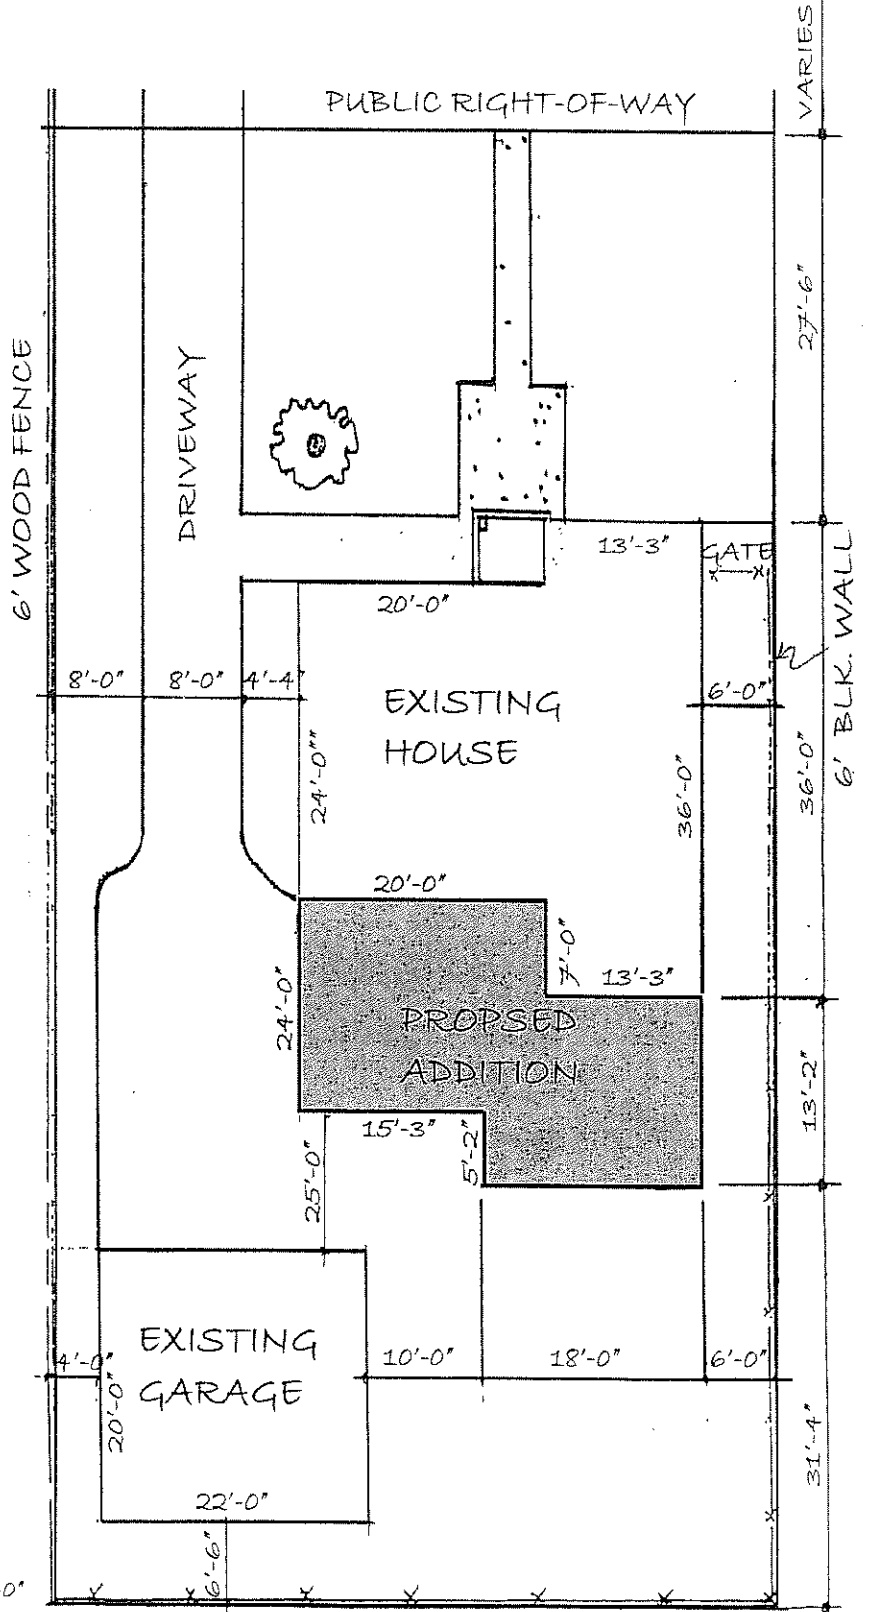 VARIES
PUBLIC RIGHT-OF-WAY
27'-6"
6' WOOD FENCE
DRIVEWAY
13'-3"
GATE
20'-0"
6' BLK. WALL
8'-0"
8'-0"
4'-4"
EXISTING
HOUSE
6'-0"
24'-0""
36'-0"
36'-0"
20'-0"
7'-0"
13'-3"
24'-0"
PROPSED
ADDITION
13'-2"
15'-3"
5'-2"
25'-0"
EXISTING
GARAGE
4'-0"
20'-0"
10'-0"
18'-0"
6'-0"
31'-4"
22'-0"
6'-6"
0"